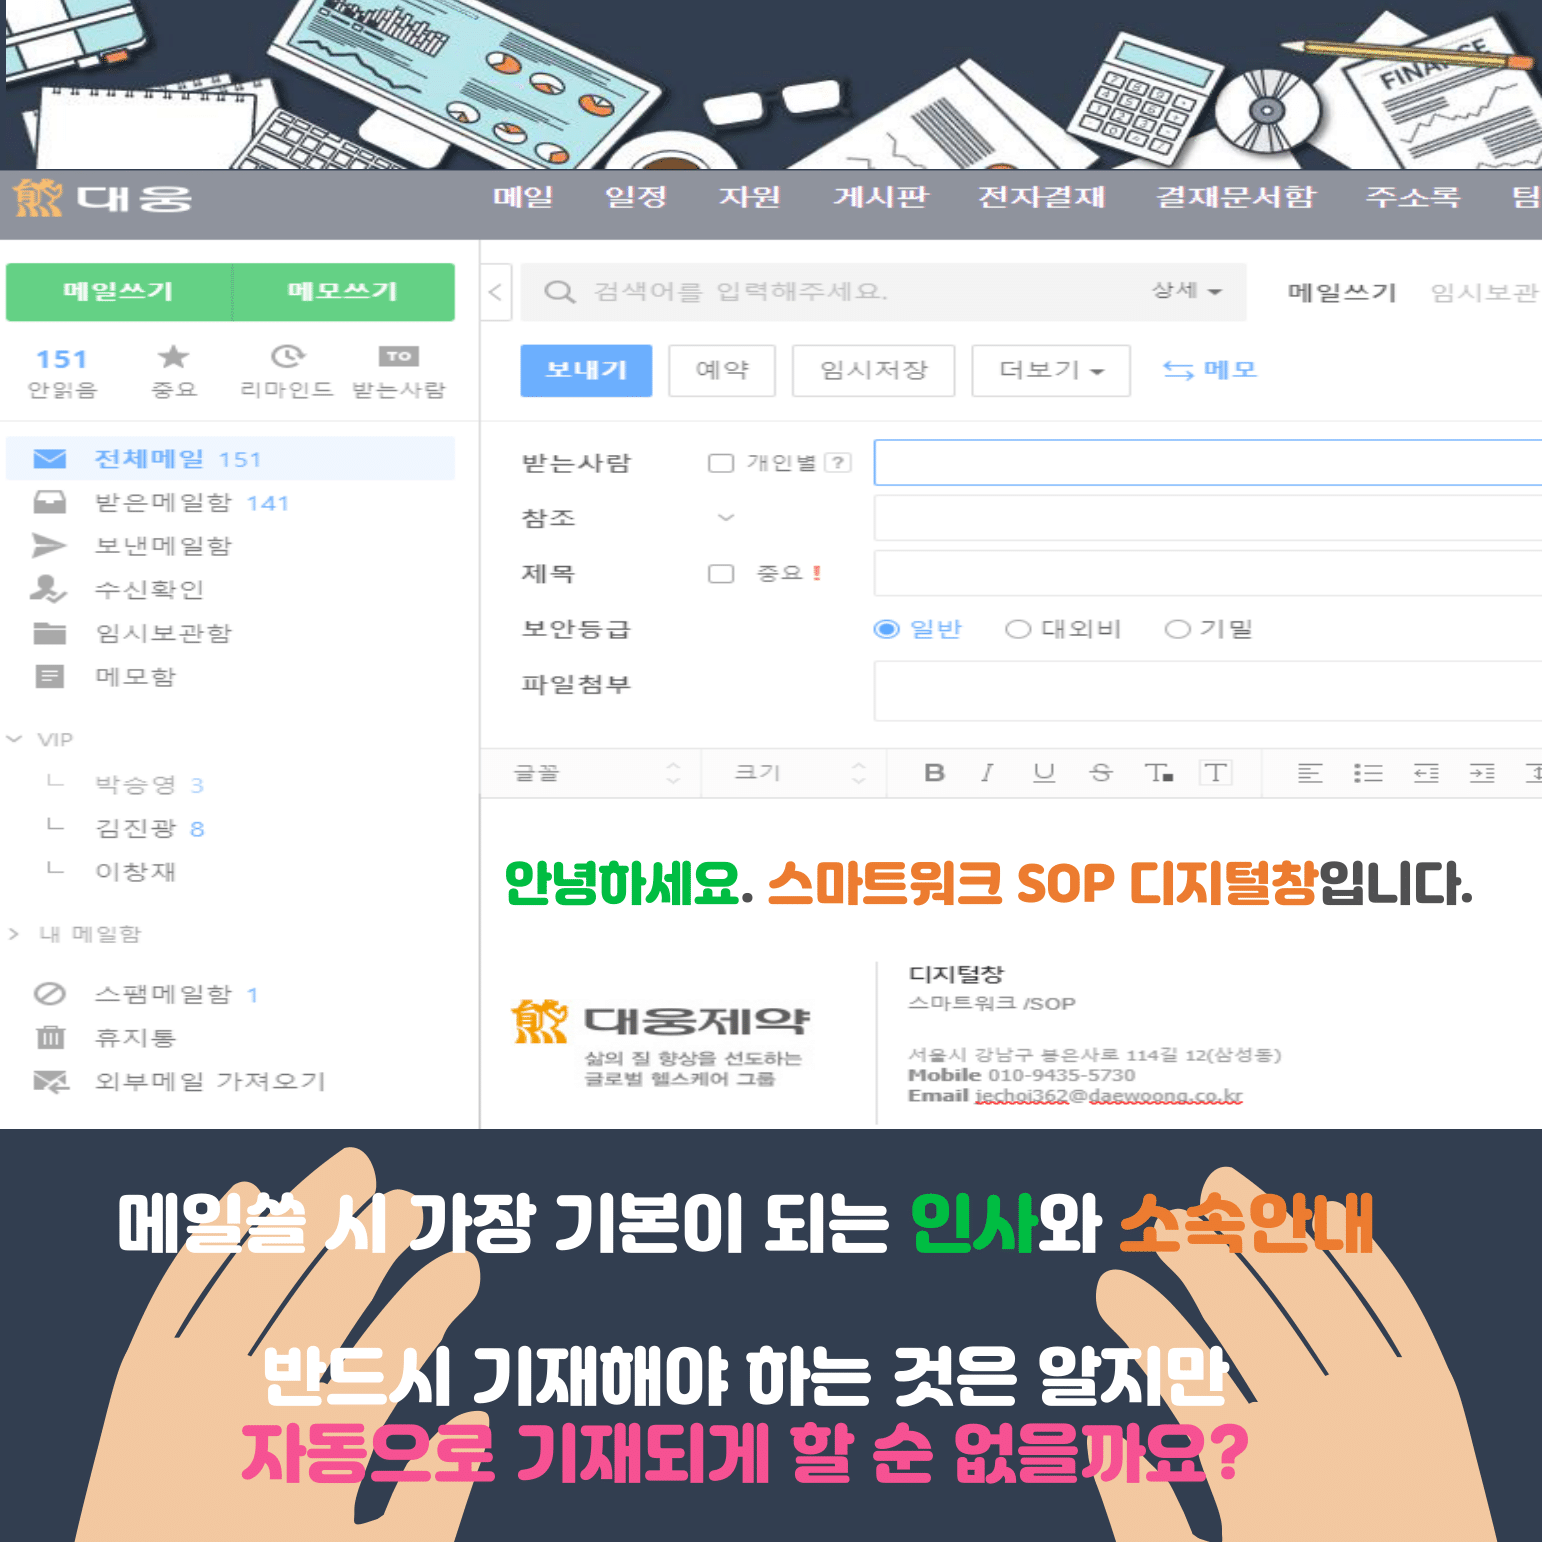 FINANCE
대웅
메일 일정 자원 게시판 전자결재 결재문서함 주소록 팀
메일쓰기 메모쓰기
검색어를 입력해주세요. 상세 메일쓰기 임시보관
151 TO
안읽음 중요 리마인드 받는사람
보내기 예약 임시저장 더보기 메모
전체메일 151
받은메일함 141
보낸메일함
수신확인
임시보관함
메모함
VIP
박승영 3
김진광 8
이창재
내 메일함
스팸메일함 1
휴지통
외부메일 가져오기
받는사람 개인별 ?
참조
제목 중요 !
보안등급 일반 대외비 기밀
파일첨부
글꼴 크기 B I U S T T
안녕하세요. 스마트워크 SOP 디지털창입니다.
대웅제약
삶의 질 향상을 선도하는
글로벌 헬스케어 그룹
디지털창
스마트워크 /SOP
서울시 강남구 봉은사로 114길 12(삼성동)
Mobile 010-9435-5730
Email jechoi362@daewoong.co.kr
메일쓸 시 가장 기본이 되는 인사와 소속안내
반드시 기재해야 하는 것은 알지만
자동으로 기재되게 할 순 없을까요?